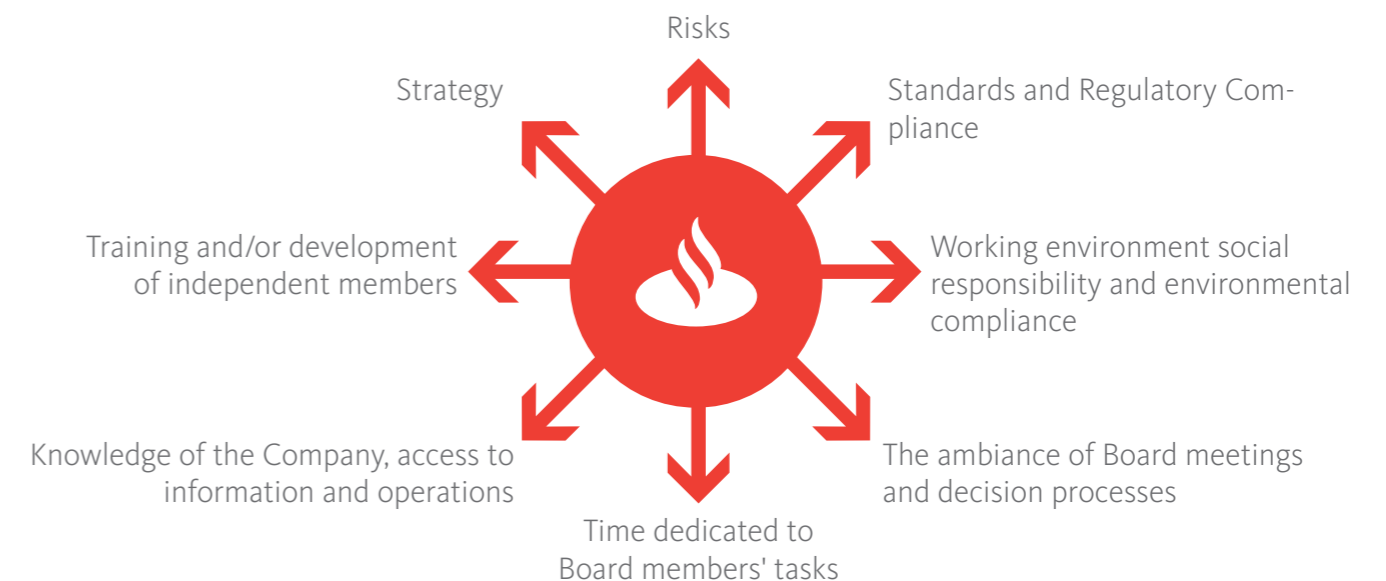 Risks
Strategy
Standards and Regulatory Com-
pliance
Training and/or development
of independent members
Working environment social
responsibility and environmental
compliance
Knowledge of the Company, access to
information and operations
The ambiance of Board meetings
and decision processes
Time dedicated to
Board members' tasks